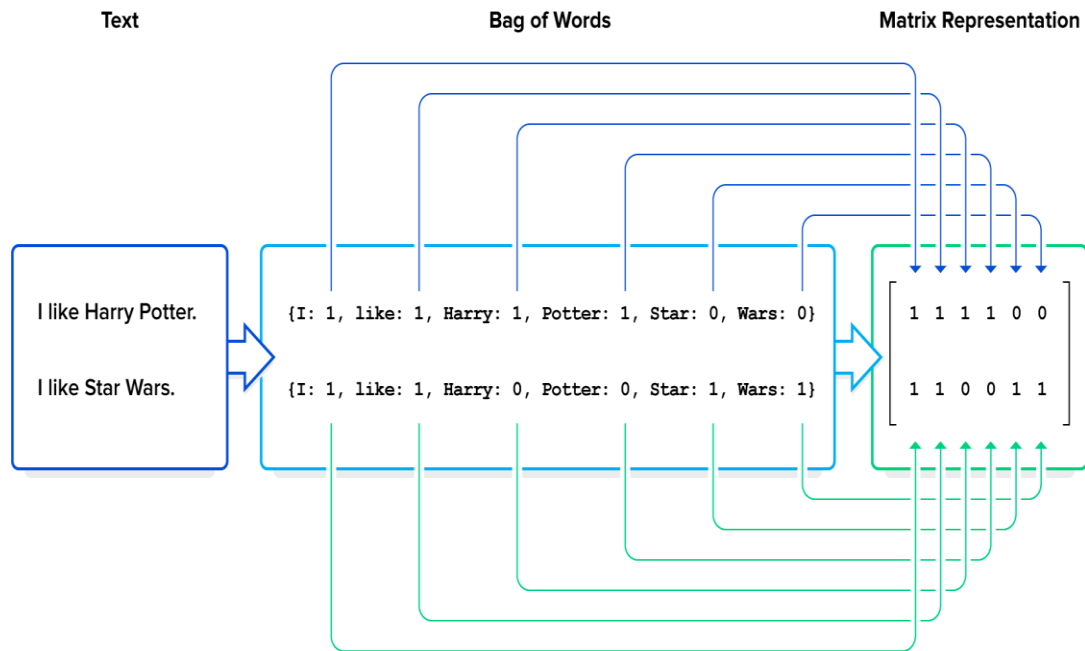 Text
Bag of Words
Matrix Representation
I like Harry Potter.
{I: 1, like: 1, Harry: 1, Potter: 1, Star: 0, Wars: 0}
1 1 1 1 0 0
I like Star Wars.
{I: 1, like: 1, Harry: 0, Potter: 0, Star: 1, Wars: 1}
1 1 0 0 1 1